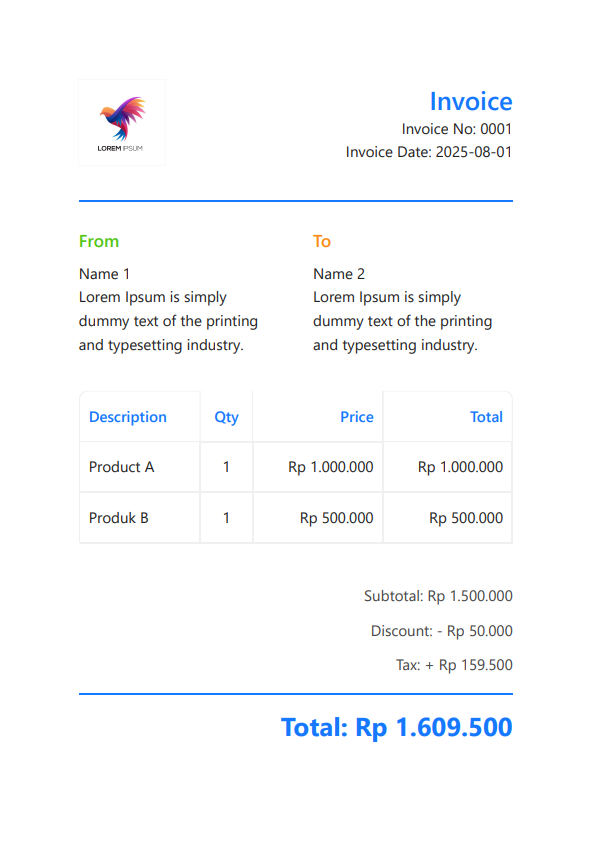 LOREM IPSUM
Invoice
Invoice No: 0001
Invoice Date: 2025-08-01
From
Name 1
Lorem Ipsum is simply
dummy text of the printing
and typesetting industry.
To
Name 2
Lorem Ipsum is simply
dummy text of the printing
and typesetting industry.
Description Qty Price Total
Product A 1 Rp 1.000.000 Rp 1.000.000
Produk B 1 Rp 500.000 Rp 500.000
Subtotal: Rp 1.500.000
Discount: - Rp 50.000
Tax: + Rp 159.500
Total: Rp 1.609.500